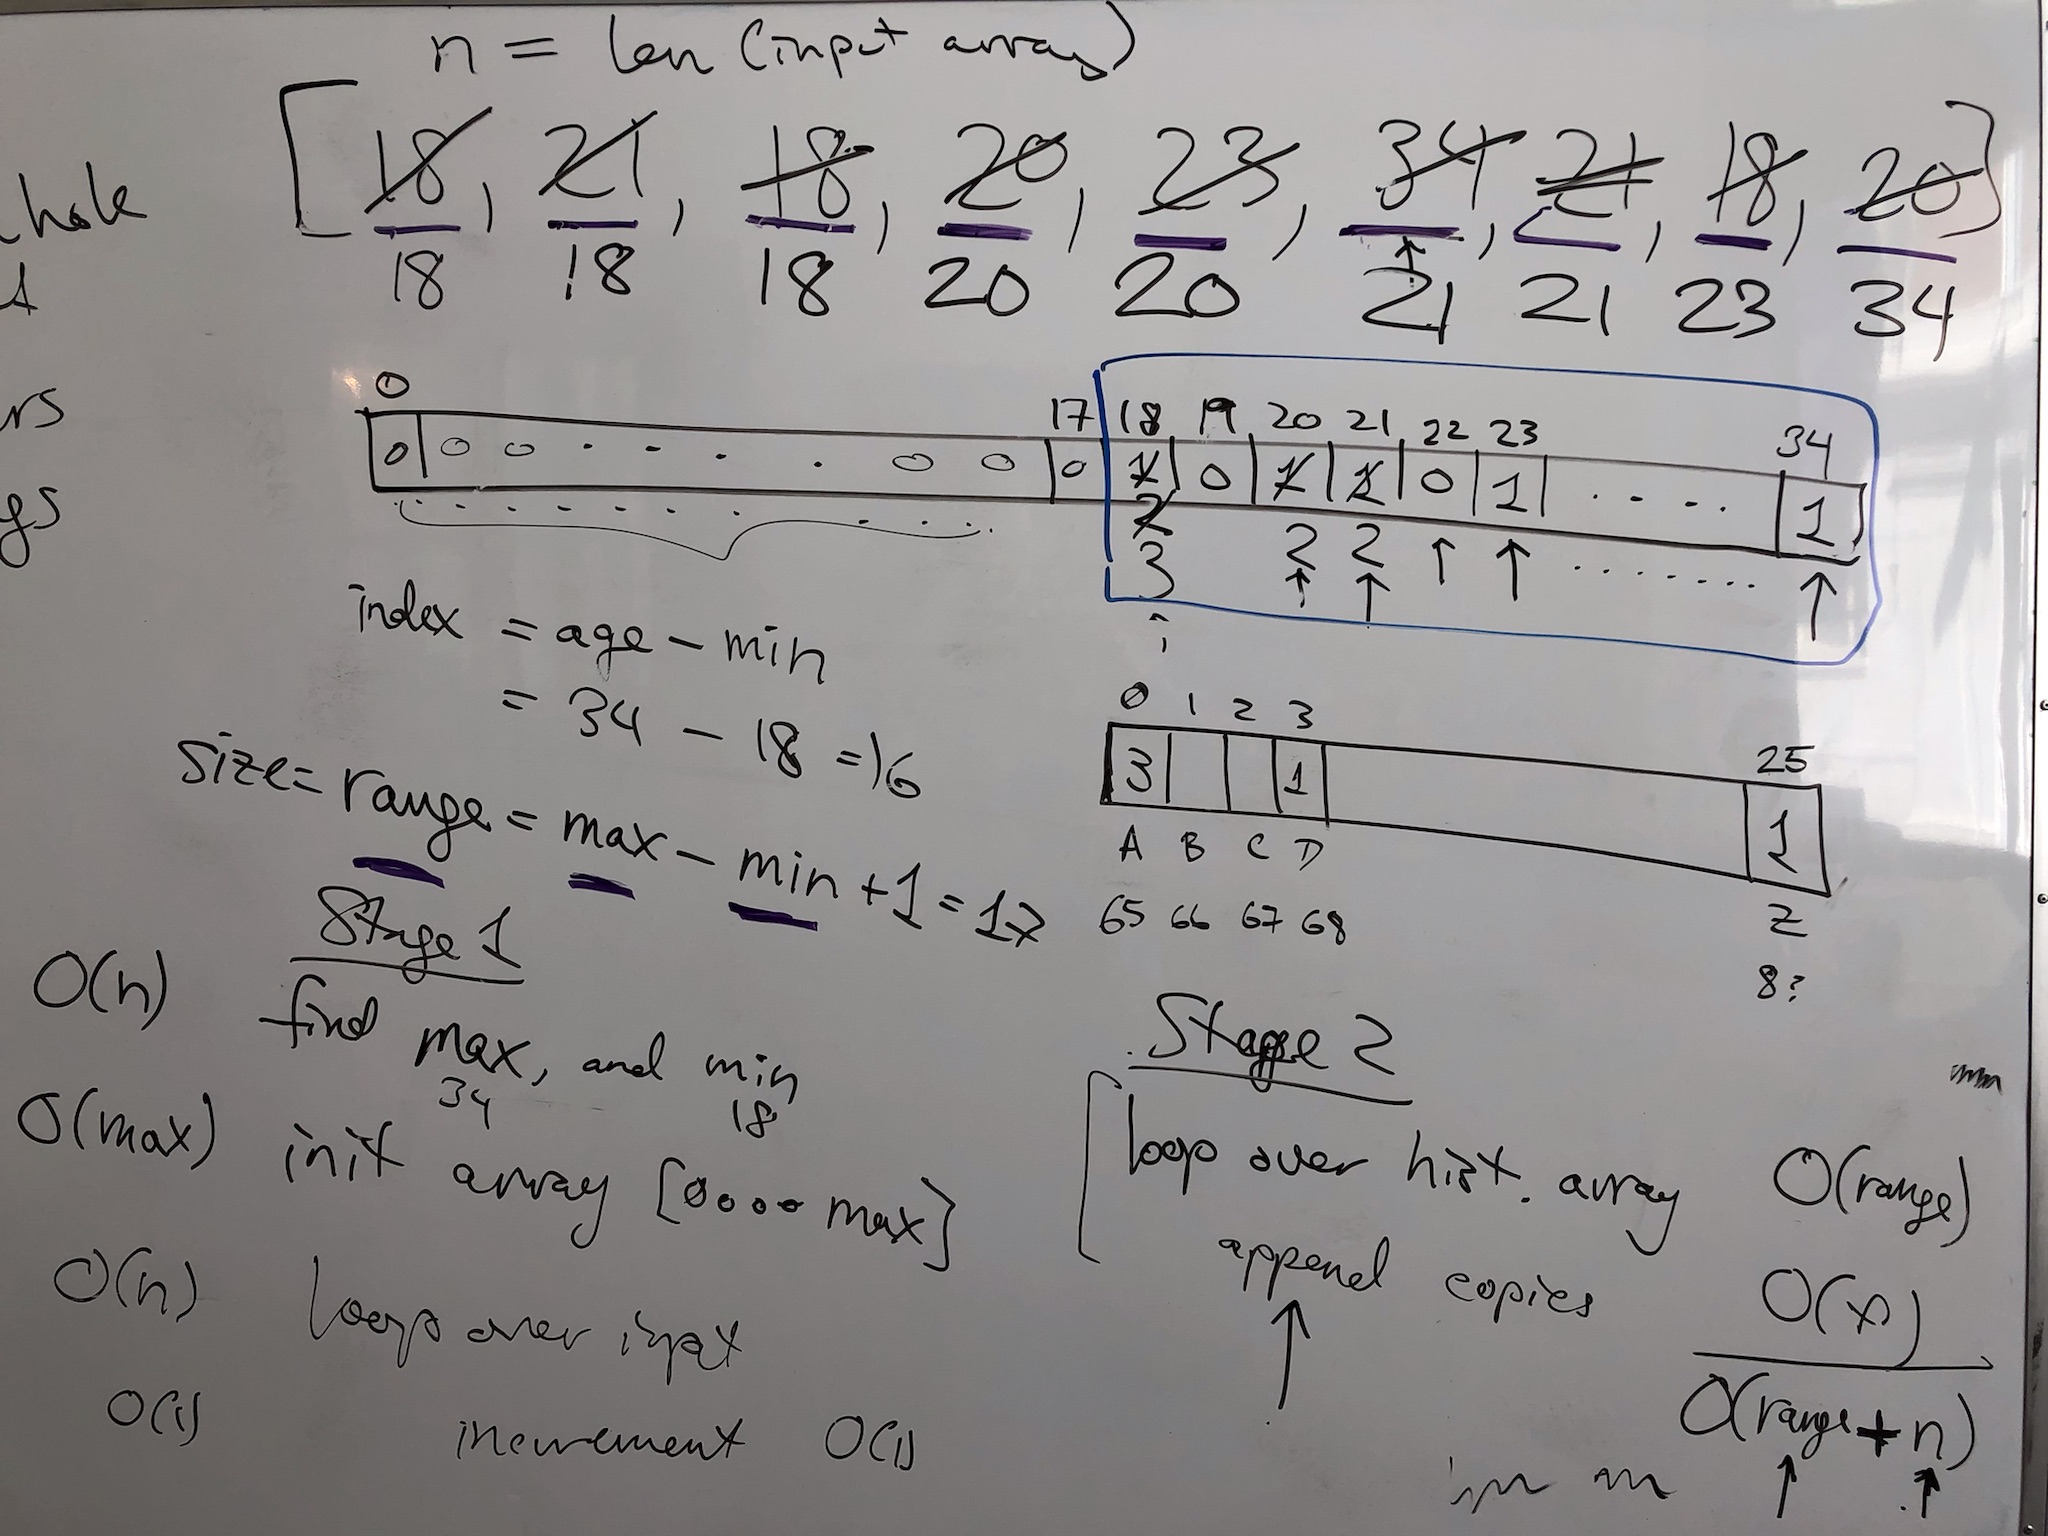 n = len (input array)
[18, 21, 18, 20, 23, 34, 21, 18, 20]
18 18 18 20 20 21 21 23 34
hole
rs
gs
0 17 18 19 20 21 22 23 34
0 0 0 . . . . 0 0 0 1 0 1 1 0 1 . . . . 1
2 2 2
3
index = age - min
= 34 - 18 = 16
size = range = max - min + 1 = 17
0 1 2 3 25
3 1 1
A B C D Z
65 66 67 68 8?
Stage 1
O(n) find max, and min
34 18
O(max) init array [0 . . . max]
O(n) loop over input
O(1) increment O(1)
Stage 2
loop over hist. array O(range)
append copies
O(range + n)